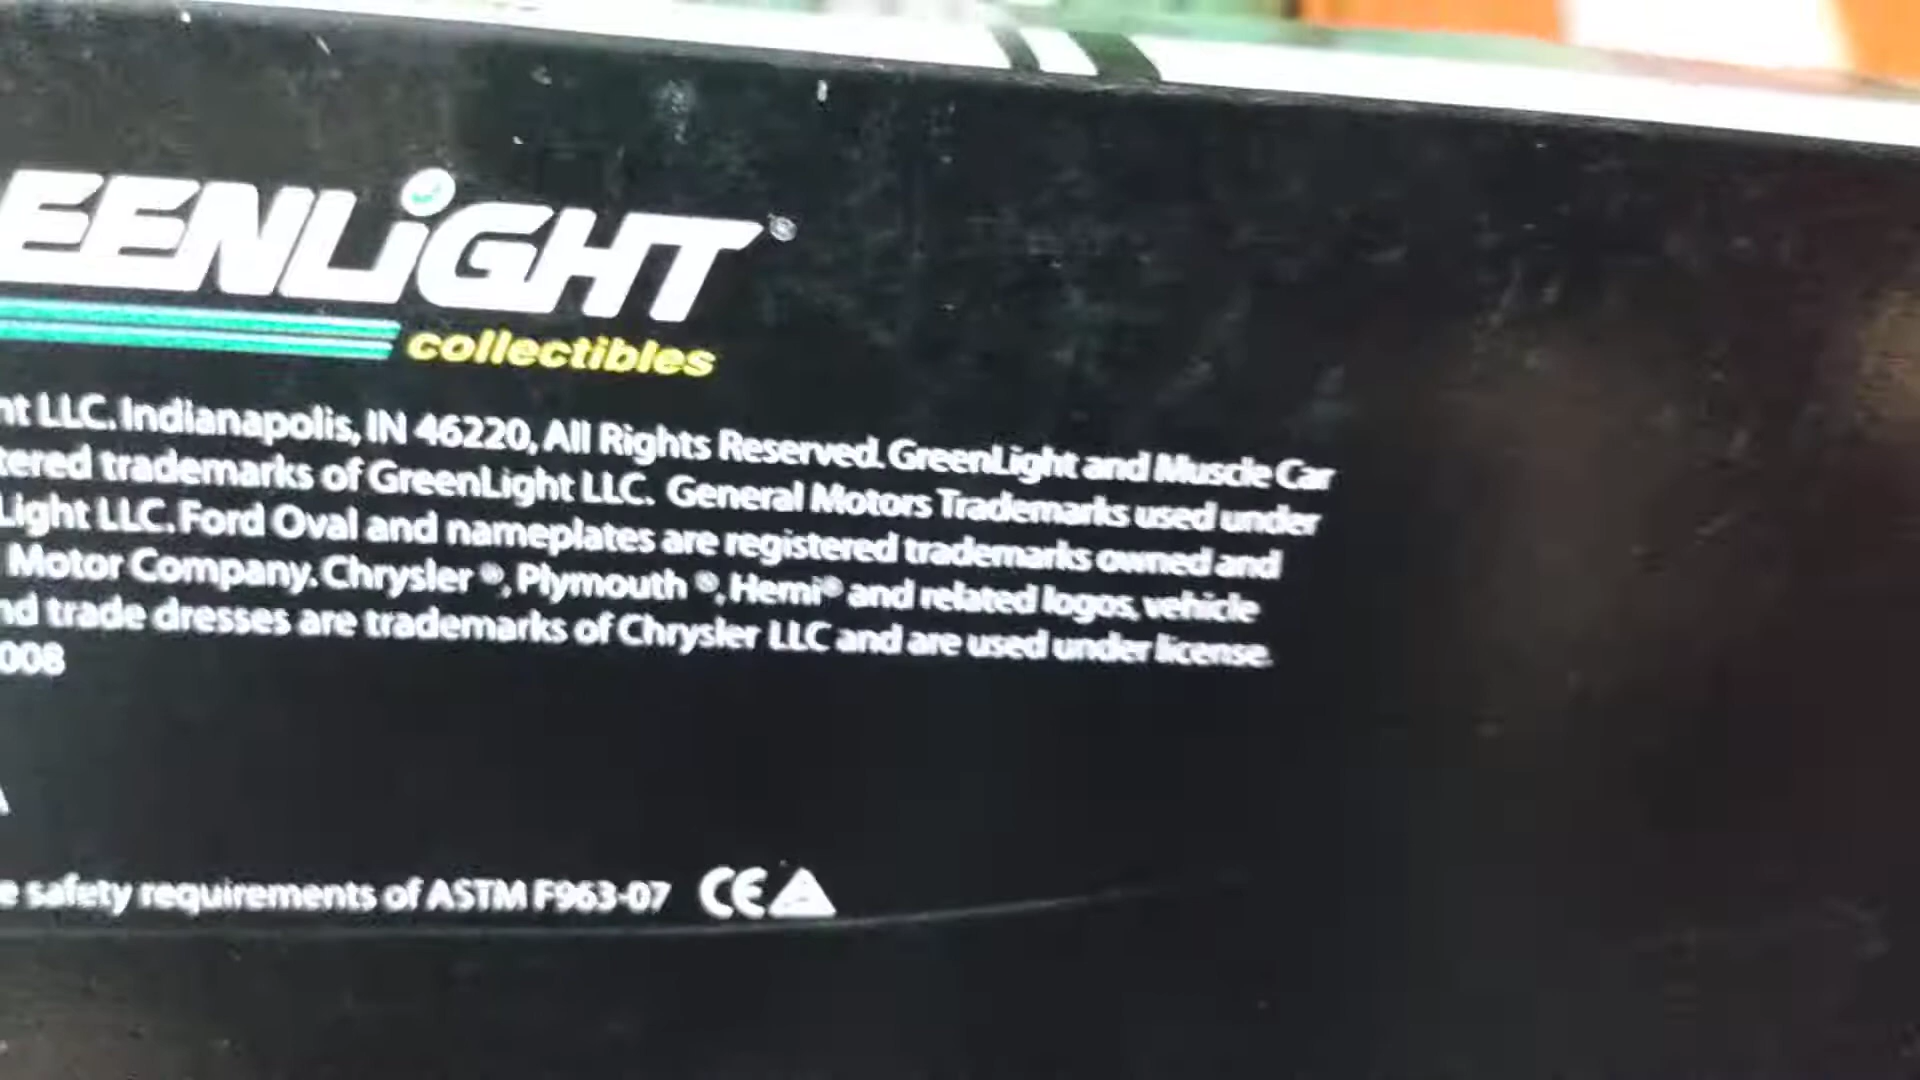 EENLiGHT®
collectibles
ht LLC. Indianapolis, IN 46220, All Rights Reserved. GreenLight and Muscle Car
tered trademarks of GreenLight LLC. General Motors Trademarks used under
Light LLC. Ford Oval and nameplates are registered trademarks owned and
Motor Company. Chrysler ®, Plymouth ®, Hemi® and related logos, vehicle
nd trade dresses are trademarks of Chrysler LLC and are used under license.
008
e safety requirements of ASTM F963-07 CE